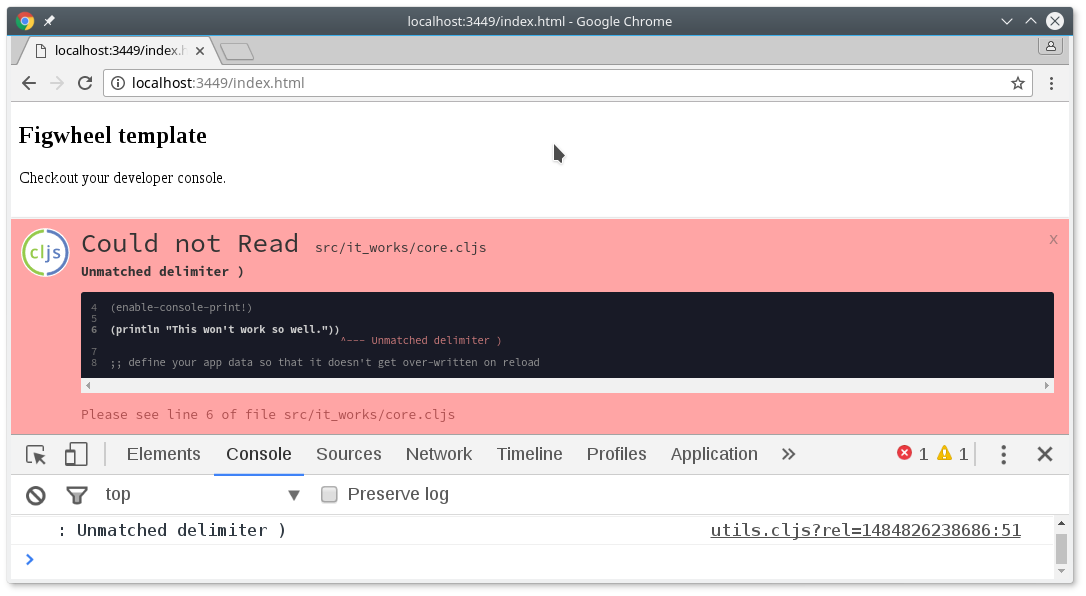 localhost:3449/index.html - Google Chrome
localhost:3449/index.h
localhost:3449/index.html
Figwheel template
Checkout your developer console.
cljs
Could not Read src/it_works/core.cljs
x
Unmatched delimiter )
4 (enable-console-print!)
5
6 (println "This won't work so well."))
^--- Unmatched delimiter )
7
8 ;; define your app data so that it doesn't get over-written on reload
Please see line 6 of file src/it_works/core.cljs
Elements Console Sources Network Timeline Profiles Application » 1 1
top Preserve log
: Unmatched delimiter ) utils.cljs?rel=1484826238686:51